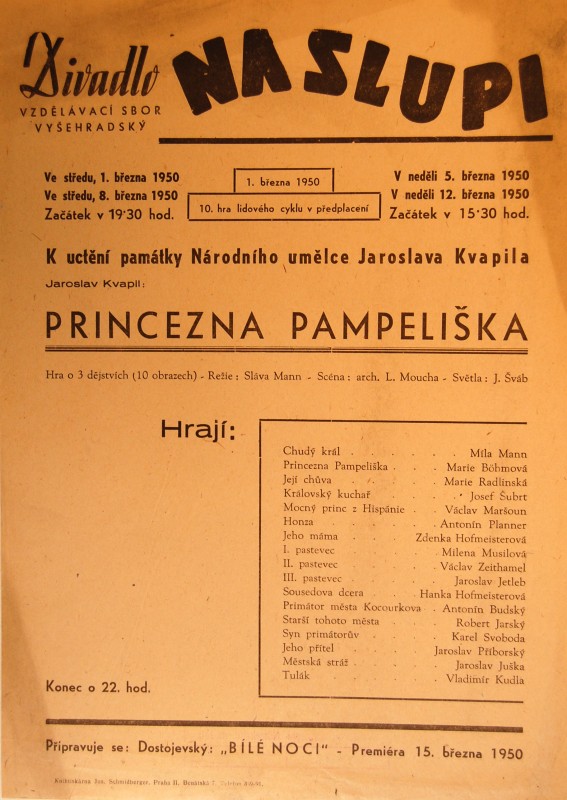 Divadlo NA SLUPI
VZDĚLÁVACÍ SBOR
VYŠEHRADSKÝ
Ve středu, 1. března 1950
Ve středu, 8. března 1950
Začátek v 19·30 hod.
1. března 1950
10. hra lidového cyklu v předplacení
V neděli 5. března 1950
V neděli 12. března 1950
Začátek v 15·30 hod.
K uctění památky Národního umělce Jaroslava Kvapila
Jaroslav Kvapil:
PRINCEZNA PAMPELIŠKA
Hra o 3 dějstvích (10 obrazech) - Režie: Sláva Mann - Scéna: arch. L. Moucha - Světla: J. Šváb
Hrají:
Chudý král . . . . . Míla Mann
Princezna Pampeliška . . . Marie Böhmová
Její chůva . . . . . Marie Radlinská
Královský kuchař . . . . Josef Šubrt
Mocný princ z Hispánie . . Václav Maršoun
Honza . . . . . Antonín Planner
Jeho máma . . . . Zdenka Hofmeisterová
I. pastevec . . . . . Milena Musilová
II. pastevec . . . . . Václav Zeithamel
III. pastevec . . . . . Jaroslav Jetleb
Sousedova dcera . . . Hanka Hofmeisterová
Primátor města Kocourkova . Antonín Budský
Starší tohoto města . . . Robert Jarský
Syn primátorův . . . . Karel Svoboda
Jeho přítel . . . . Jaroslav Příborský
Městská stráž . . . . . Jaroslav Juška
Tulák . . . . . Vladimír Kudla
Konec o 22. hod.
Připravuje se: Dostojevský: „BÍLÉ NOCI" - Premiéra 15. března 1950
Knihtiskárna Jos. Schmidberger, Praha II.